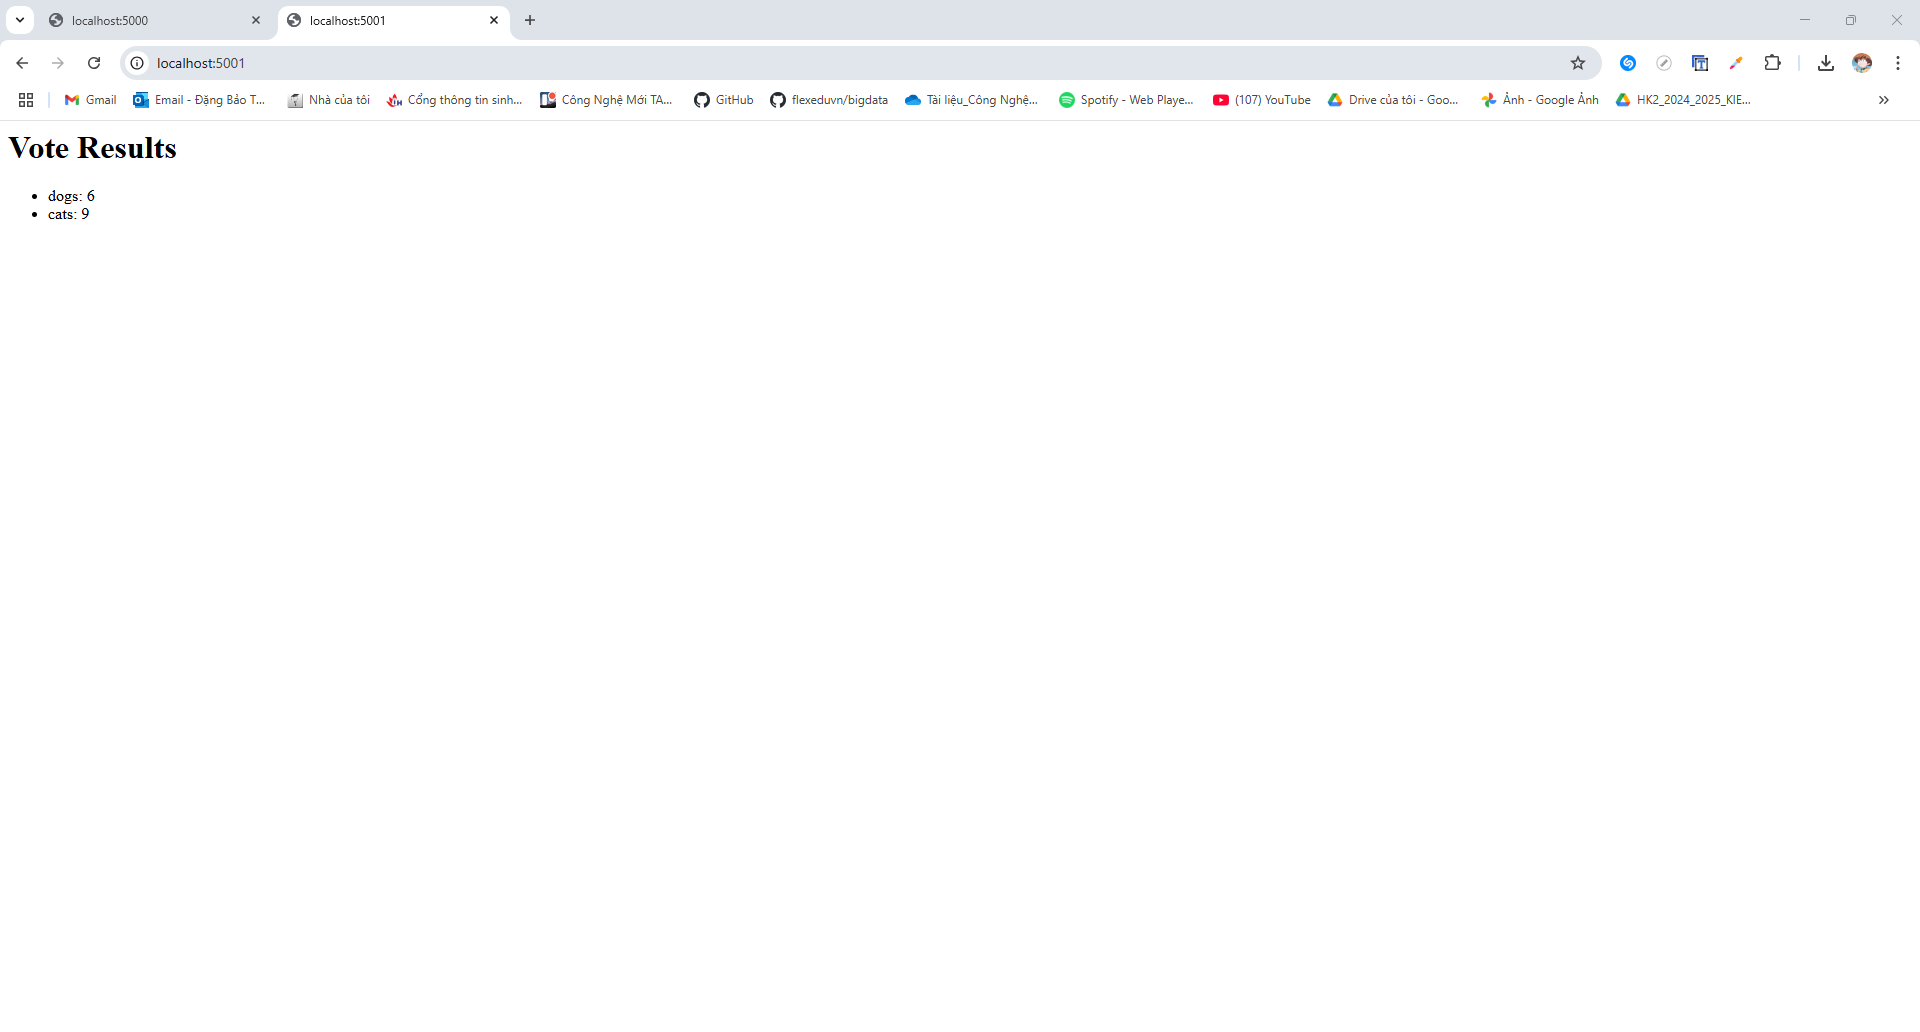 localhost:5000
localhost:5001
localhost:5001
Gmail
Email - Đặng Bảo T...
Nhà của tôi
Cổng thông tin sinh...
Công Nghệ Mới TA...
GitHub
flexeduvn/bigdata
Tài liệu_Công Nghệ...
Spotify - Web Playe...
(107) YouTube
Drive của tôi - Goo...
Ảnh - Google Ảnh
HK2_2024_2025_KIE...
Vote Results
• dogs: 6
• cats: 9